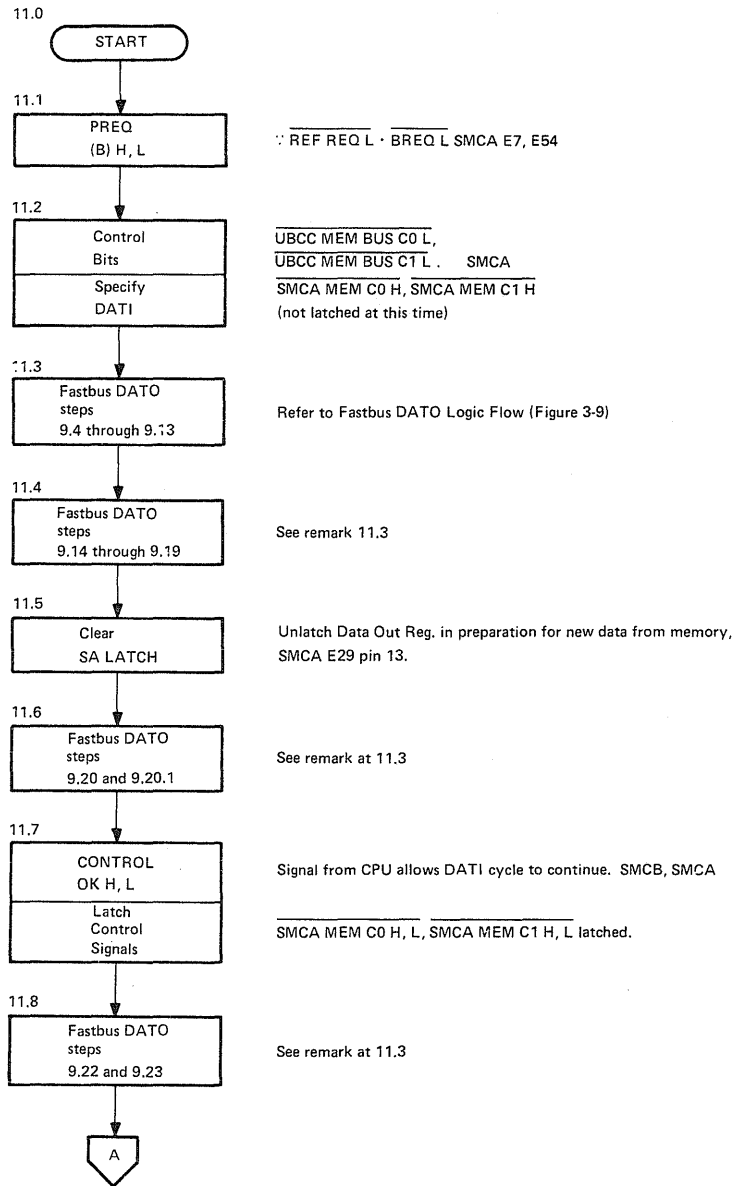 11.0
START
11.1
PREQ
(B) H, L
∵ REF REQ L · BREQ L SMCA E7, E54
11.2
Control
Bits
Specify
DATI
UBCC MEM BUS C0 L,
UBCC MEM BUS C1 L . SMCA
SMCA MEM C0 H, SMCA MEM C1 H
(not latched at this time)
11.3
Fastbus DATO
steps
9.4 through 9.13
Refer to Fastbus DATO Logic Flow (Figure 3-9)
11.4
Fastbus DATO
steps
9.14 through 9.19
See remark 11.3
11.5
Clear
SA LATCH
Unlatch Data Out Reg. in preparation for new data from memory,
SMCA E29 pin 13.
11.6
Fastbus DATO
steps
9.20 and 9.20.1
See remark at 11.3
11.7
CONTROL
OK H, L
Latch
Control
Signals
Signal from CPU allows DATI cycle to continue. SMCB, SMCA
SMCA MEM C0 H, L, SMCA MEM C1 H, L latched.
11.8
Fastbus DATO
steps
9.22 and 9.23
See remark at 11.3
A